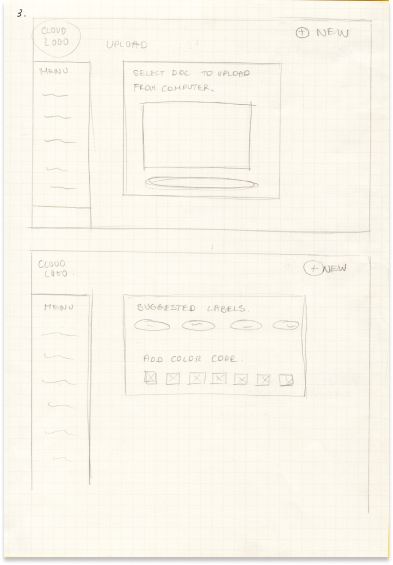 3.
CLOUD
LOGO
+ NEW
UPLOAD
MENU
SELECT DOC TO UPLOAD
FROM COMPUTER.
CLOUD
LOGO
+ NEW
MENU
SUGGESTED LABELS
ADD COLOR CODE